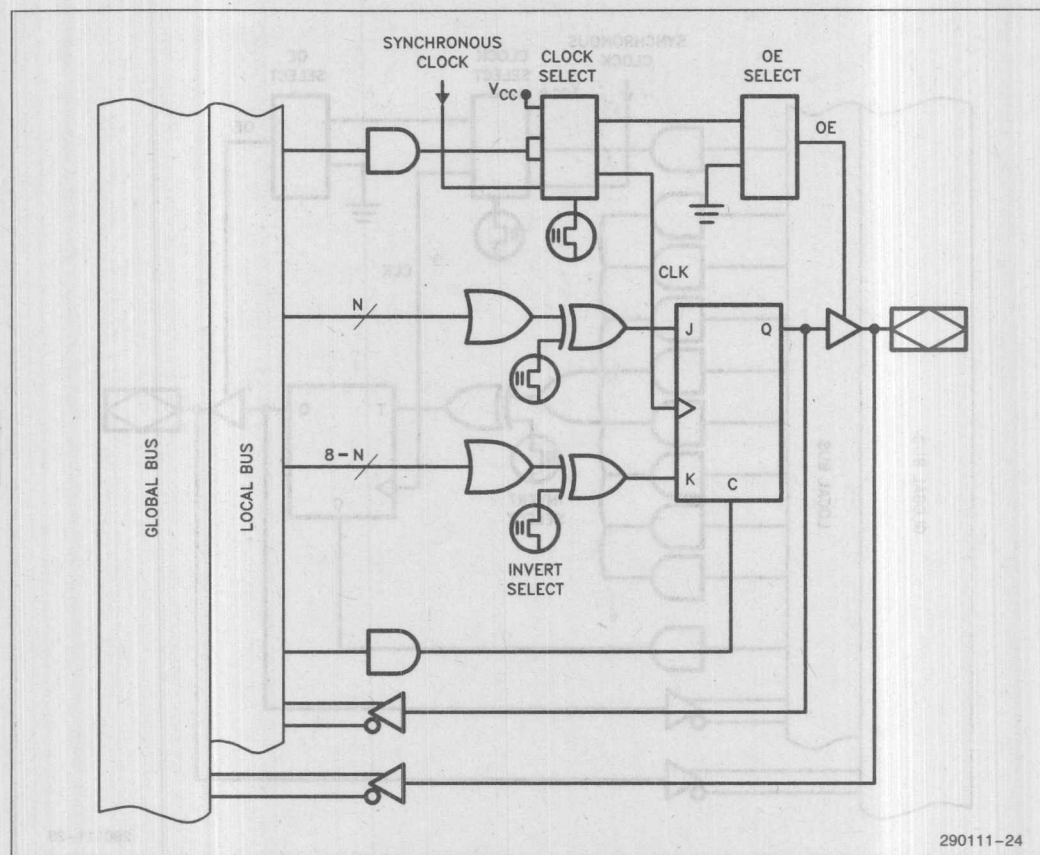 SYNCHRONOUS
CLOCK
CLOCK
SELECT
VCC
OE
SELECT
OE
CLK
N
J
Q
8-N
K
C
INVERT
SELECT
GLOBAL BUS
LOCAL BUS
290111-24